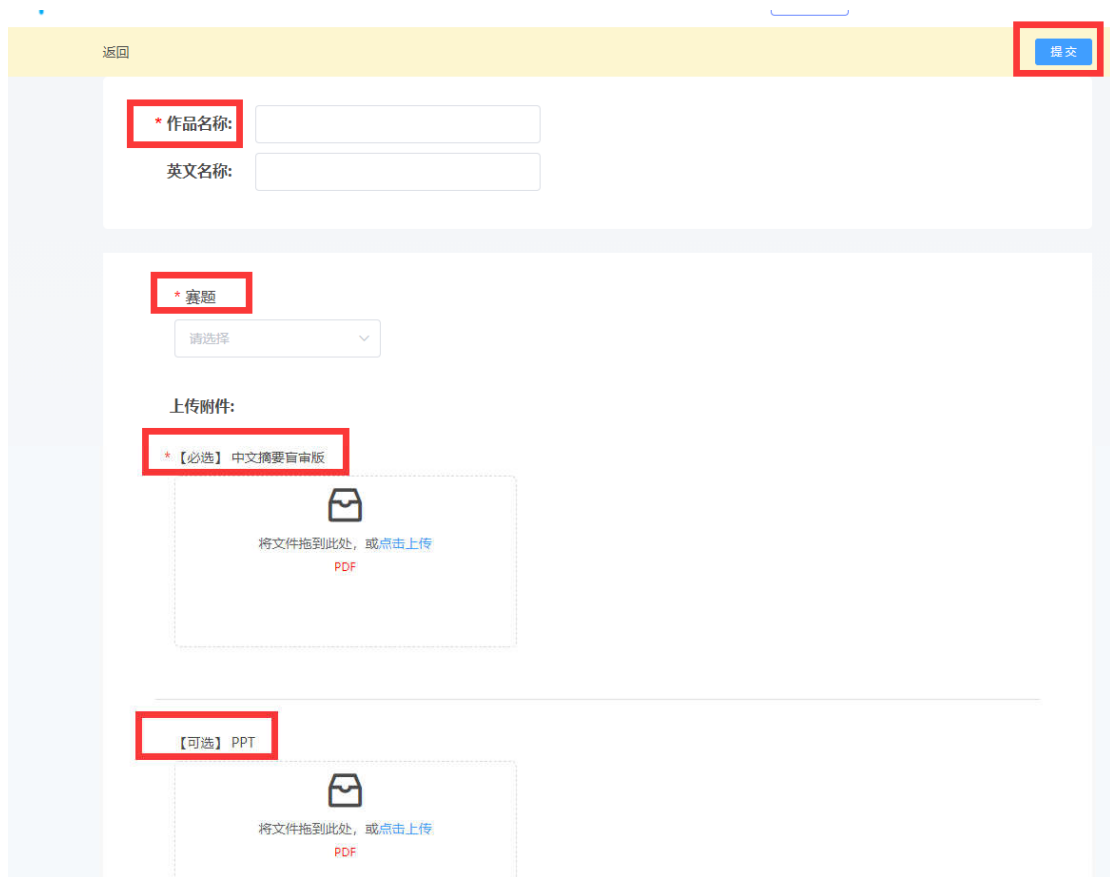 返回
提交
* 作品名称:
英文名称:
* 赛题
请选择
上传附件:
* 【必选】 中文摘要盲审版
将文件拖到此处，或点击上传
PDF
【可选】 PPT
将文件拖到此处，或点击上传
PDF